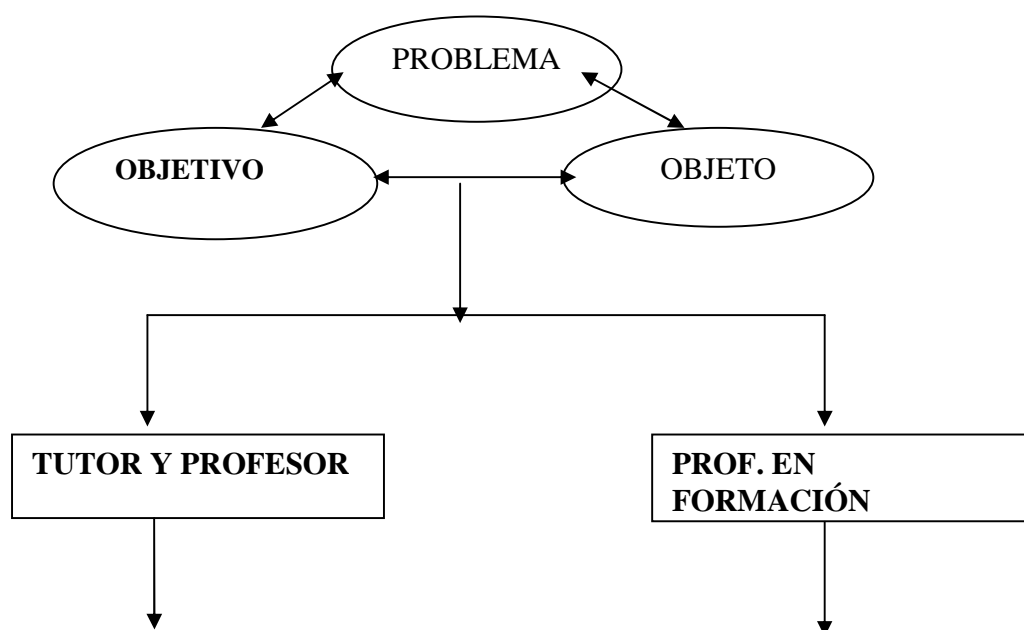 PROBLEMA
OBJETIVO
OBJETO
TUTOR Y PROFESOR
PROF. EN
FORMACIÓN